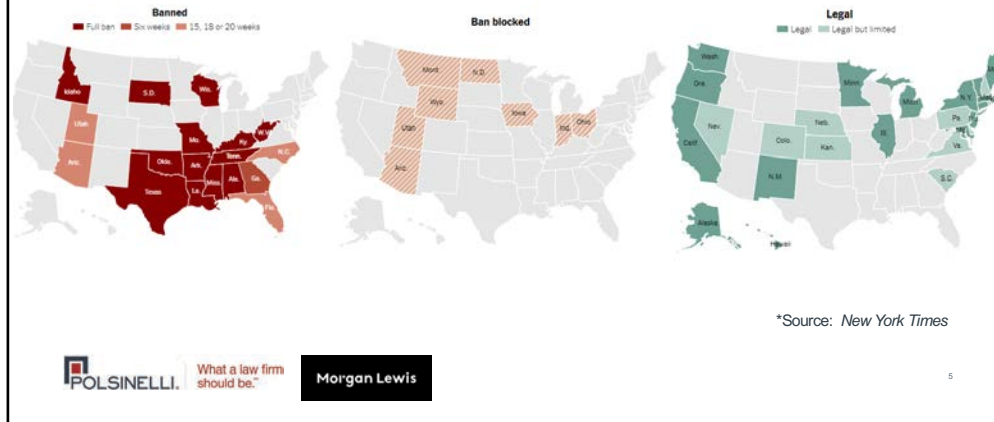 Banned
Full ban Six weeks 15, 18 or 20 weeks
Idaho
S.D.
Wis.
Utah
Ariz.
Mo.
Ky.
W.V.
Tenn.
N.C.
Okla.
Ark.
Texas
La.
Miss.
Ala.
Ga.
Fla.
Ban blocked
Mont.
N.D.
Wyo.
Iowa
Utah
Ind.
Ohio
Ariz.
Legal
Legal Legal but limited
Wash.
Ore.
Calif.
Nev.
Colo.
Neb.
Kan.
N.M.
Minn.
Mich.
Ill.
N.Y.
Pa.
Va.
S.C.
Alaska
Hawaii
*Source: New York Times
POLSINELLI.
What a law firm
should be.™
Morgan Lewis
5